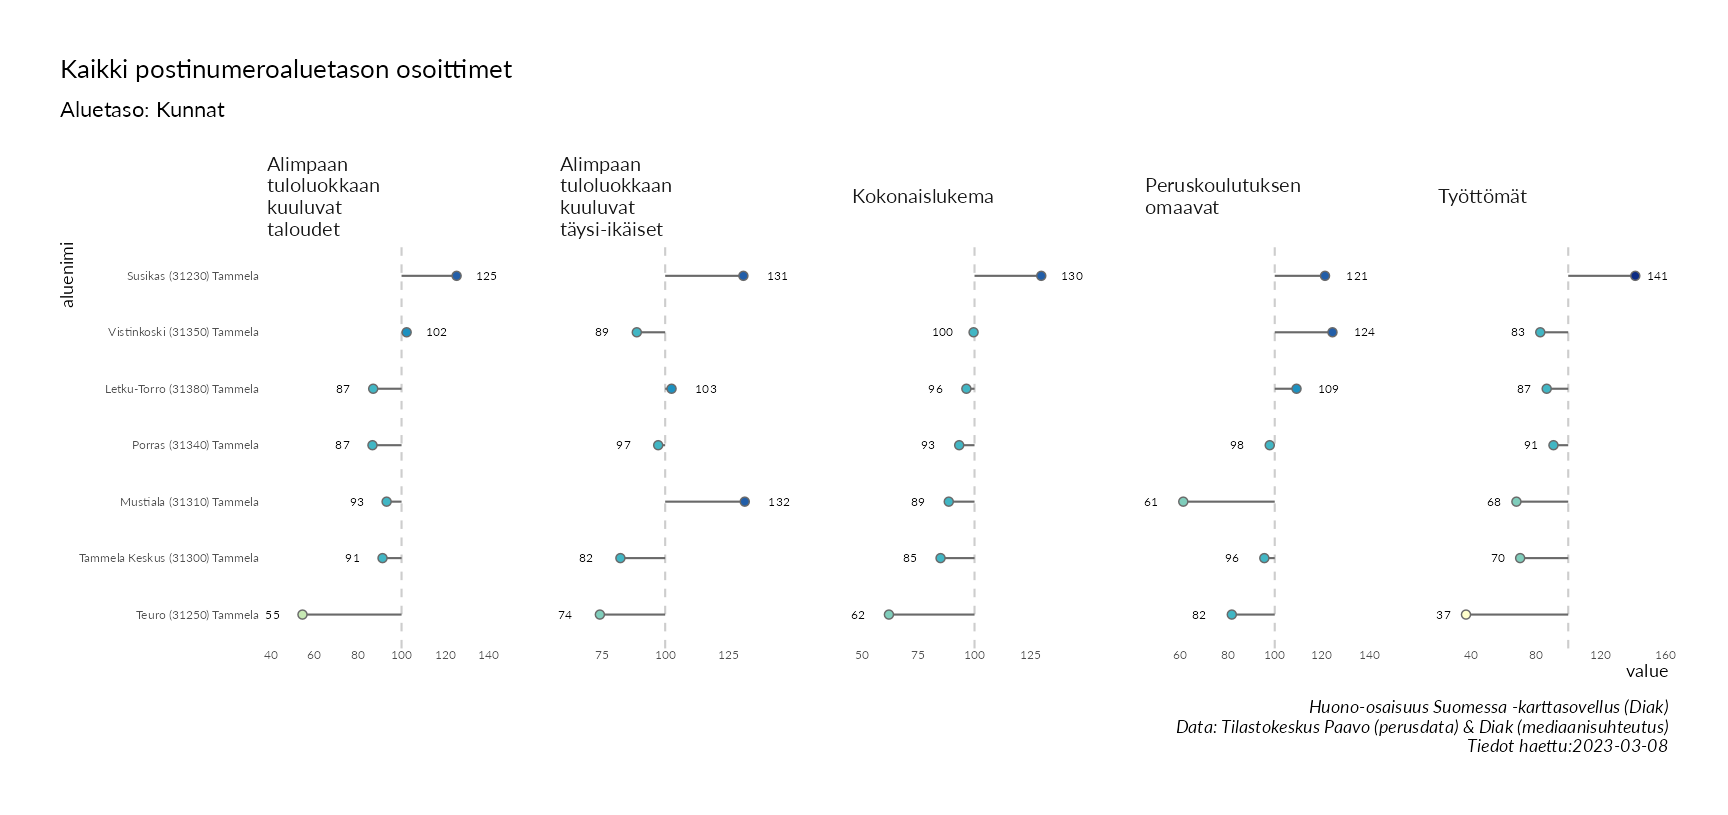 Kaikki postinumeroaluetason osoittimet
Aluetaso: Kunnat
Alimpaan
tuloluokkaan
kuuluvat
taloudet
Alimpaan
tuloluokkaan
kuuluvat
täysi-ikäiset
Kokonaislukema
Peruskoulutuksen
omaavat
Työttömät
aluenimi
Susikas (31230) Tammela 125 131 130 121 141
Vistinkoski (31350) Tammela 102 89 100 124 83
Letku-Torro (31380) Tammela 87 103 96 109 87
Porras (31340) Tammela 87 97 93 98 91
Mustiala (31310) Tammela 93 132 89 61 68
Tammela Keskus (31300) Tammela 91 82 85 96 70
Teuro (31250) Tammela 55 74 62 82 37
40 60 80 100 120 140 75 100 125 50 75 100 125 60 80 100 120 140 40 80 120 160
value
Huono-osaisuus Suomessa -karttasovellus (Diak)
Data: Tilastokeskus Paavo (perusdata) & Diak (mediaanisuhteutus)
Tiedot haettu:2023-03-08